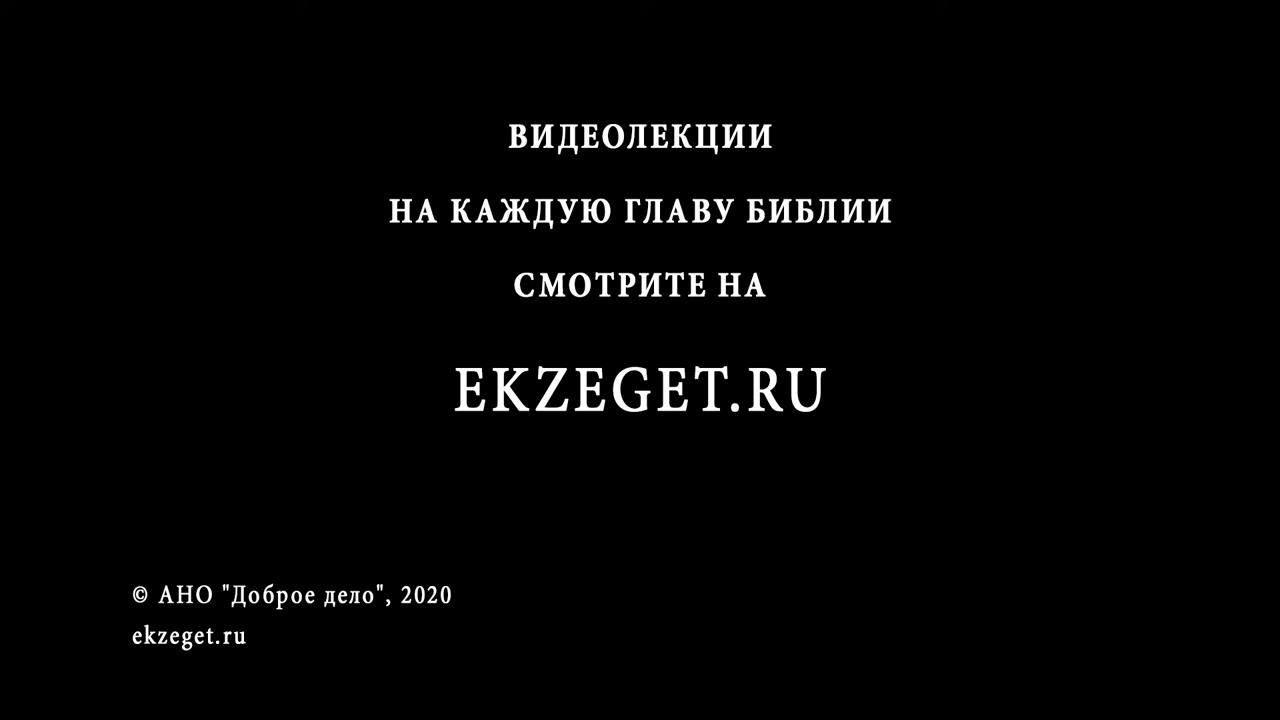 ВИДЕОЛЕКЦИИ
НА КАЖДУЮ ГЛАВУ БИБЛИИ
СМОТРИТЕ НА
EKZEGET.RU
© АНО "Доброе дело", 2020
ekzeget.ru